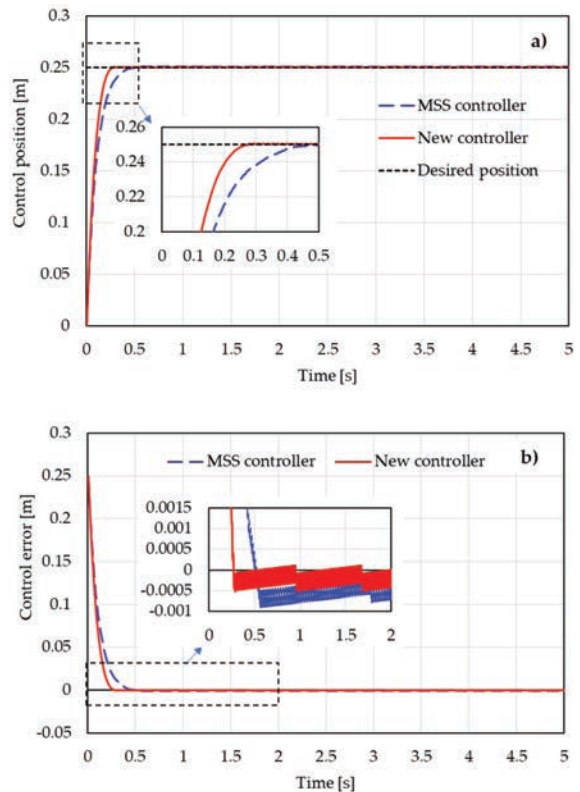 0.3
a)
0.25
0.2
0.15
0.1
0.05
0
Control position [m]
MSS controller
New controller
Desired position
0.26
0.24
0.22
0.2
0 0.1 0.2 0.3 0.4 0.5
0 0.5 1 1.5 2 2.5 3 3.5 4 4.5 5
Time [s]
0.3
MSS controller New controller b)
0.25
0.2
0.15
0.1
0.05
0
-0.05
Control error [m]
0.0015
0.001
0.0005
0
-0.0005
-0.001
0 0.5 1 1.5 2
0 0.5 1 1.5 2 2.5 3 3.5 4 4.5 5
Time [s]